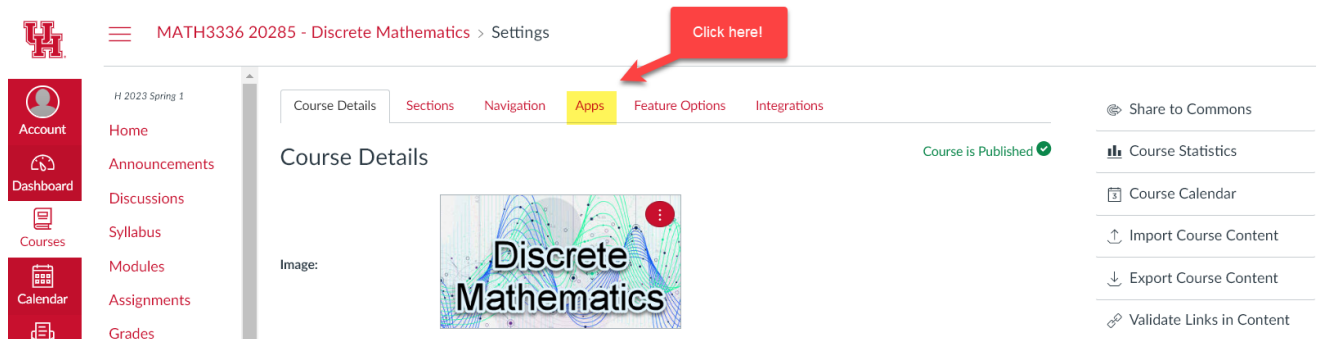 UH
MATH3336 20285 - Discrete Mathematics > Settings
Click here!
Account
Dashboard
Courses
Calendar
H 2023 Spring 1
Home
Announcements
Discussions
Syllabus
Modules
Assignments
Grades
Course Details Sections Navigation Apps Feature Options Integrations
Course Details
Course is Published
Image:
Discrete
Mathematics
Share to Commons
Course Statistics
3 Course Calendar
Import Course Content
Export Course Content
Validate Links in Content